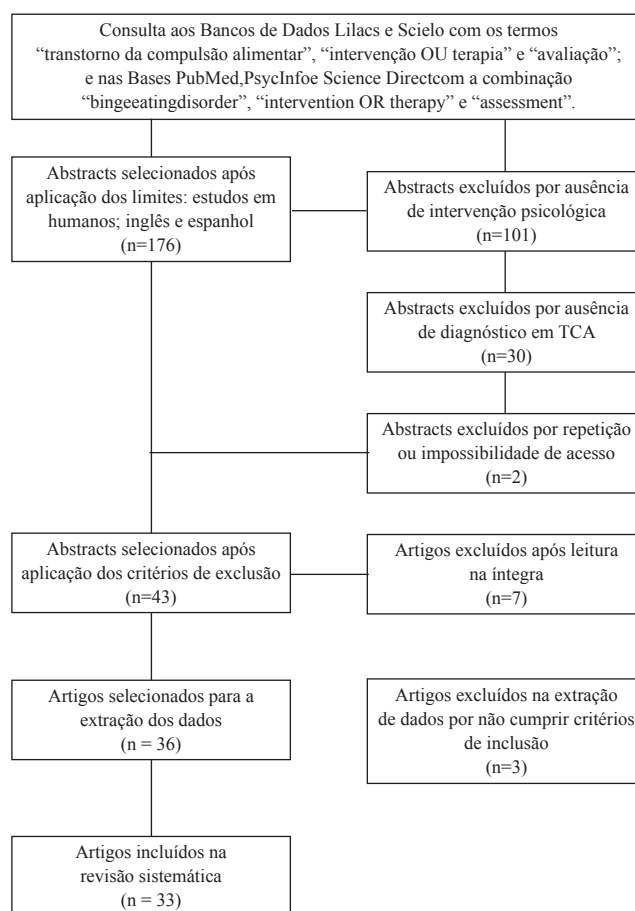 Consulta aos Bancos de Dados Lilacs e Scielo com os termos
“transtorno da compulsão alimentar”, “intervenção OU terapia” e “avaliação”;
e nas Bases PubMed,PsycInfoe Science Directcom a combinação
“bingeeatingdisorder”, “intervention OR therapy” e “assessment”.
Abstracts selecionados após
aplicação dos limites: estudos em
humanos; inglês e espanhol
(n=176)
Abstracts excluídos por ausência
de intervenção psicológica
(n=101)
Abstracts excluídos por ausência
de diagnóstico em TCA
(n=30)
Abstracts excluídos por repetição
ou impossibilidade de acesso
(n=2)
Abstracts selecionados após
aplicação dos critérios de exclusão
(n=43)
Artigos excluídos após leitura
na íntegra
(n=7)
Artigos selecionados para a
extração dos dados
(n = 36)
Artigos excluídos na extração
de dados por não cumprir critérios
de inclusão
(n=3)
Artigos incluídos na
revisão sistemática
(n = 33)